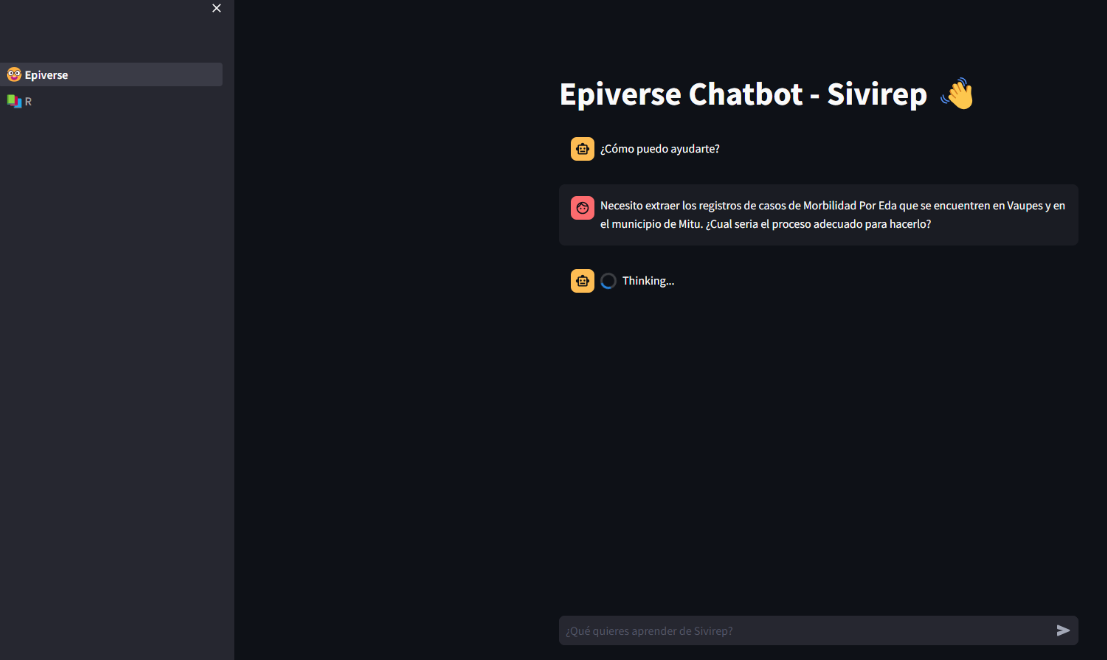 Epiverse
R
Epiverse Chatbot - Sivirep
¿Cómo puedo ayudarte?
Necesito extraer los registros de casos de Morbilidad Por Eda que se encuentren en Vaupes y en
el municipio de Mitu. ¿Cual seria el proceso adecuado para hacerlo?
Thinking...
¿Qué quieres aprender de Sivirep?